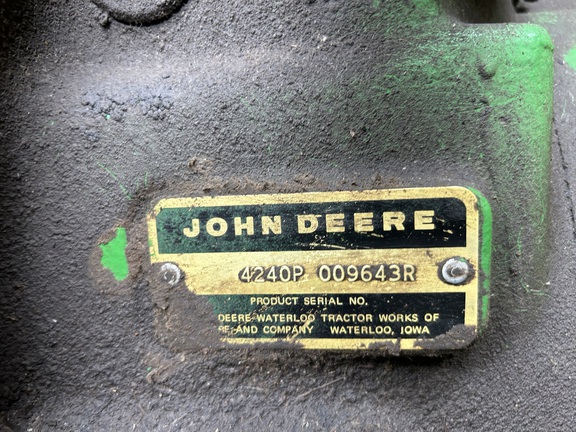 JOHN DEERE
4240P 009643R
PRODUCT SERIAL NO.
DEERE WATERLOO TRACTOR WORKS OF
AND COMPANY WATERLOO, IOWA